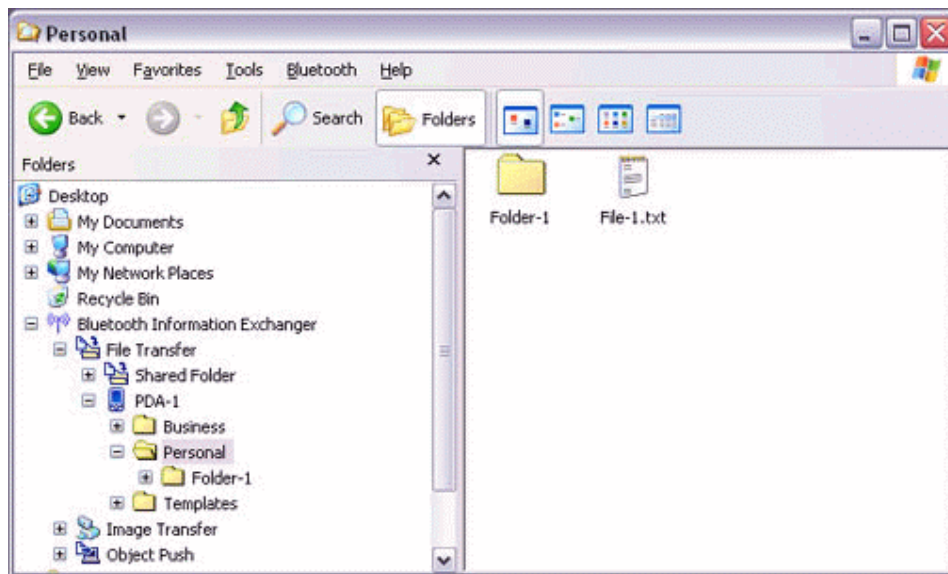 Personal
File View Favorites Tools Bluetooth Help
Back Search Folders
Folders
Desktop
My Documents
My Computer
My Network Places
Recycle Bin
Bluetooth Information Exchanger
File Transfer
Shared Folder
PDA-1
Business
Personal
Folder-1
Templates
Image Transfer
Object Push
Folder-1 File-1.txt